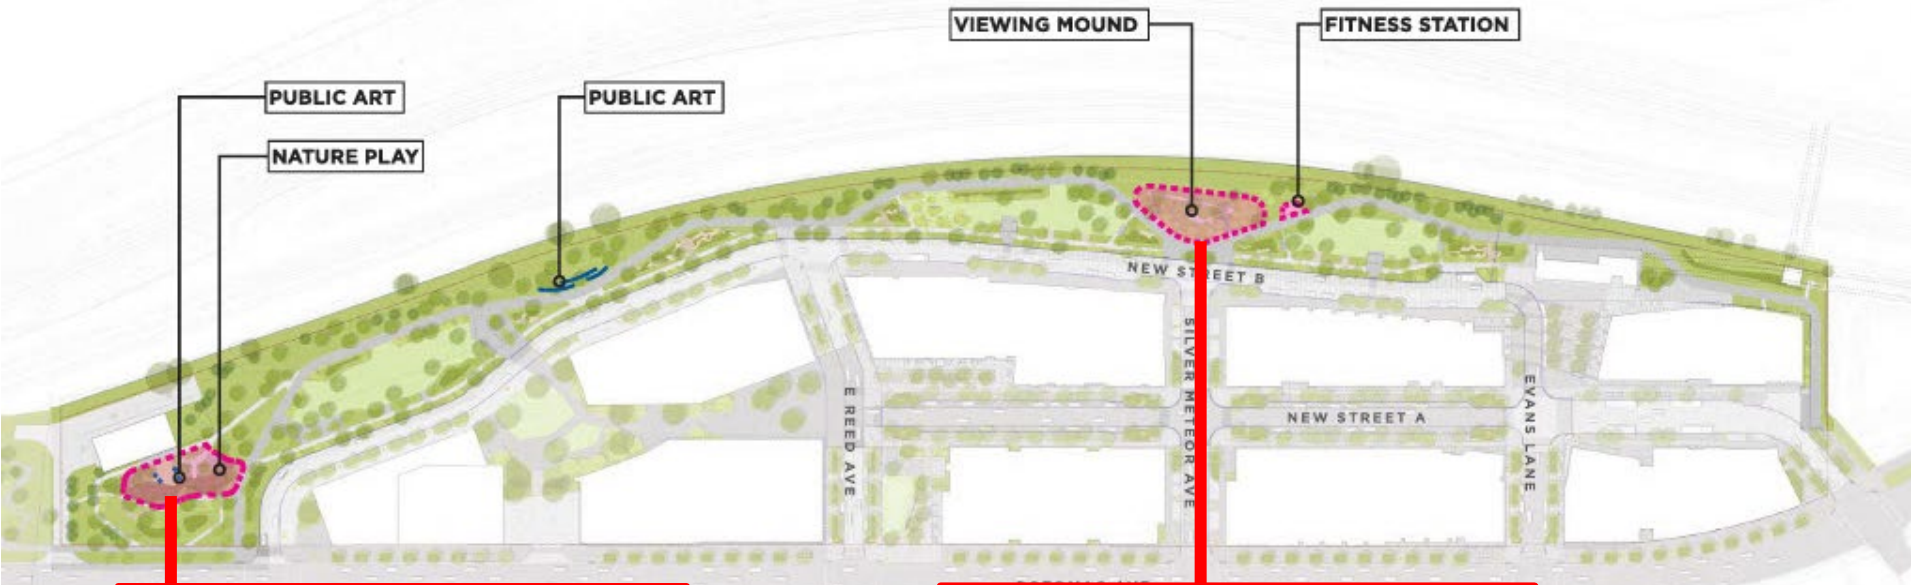 VIEWING MOUND
FITNESS STATION
PUBLIC ART
PUBLIC ART
NATURE PLAY
NEW STREET B
SILVER METEOR AVE
E REED AVE
EVANS LANE
NEW STREET A